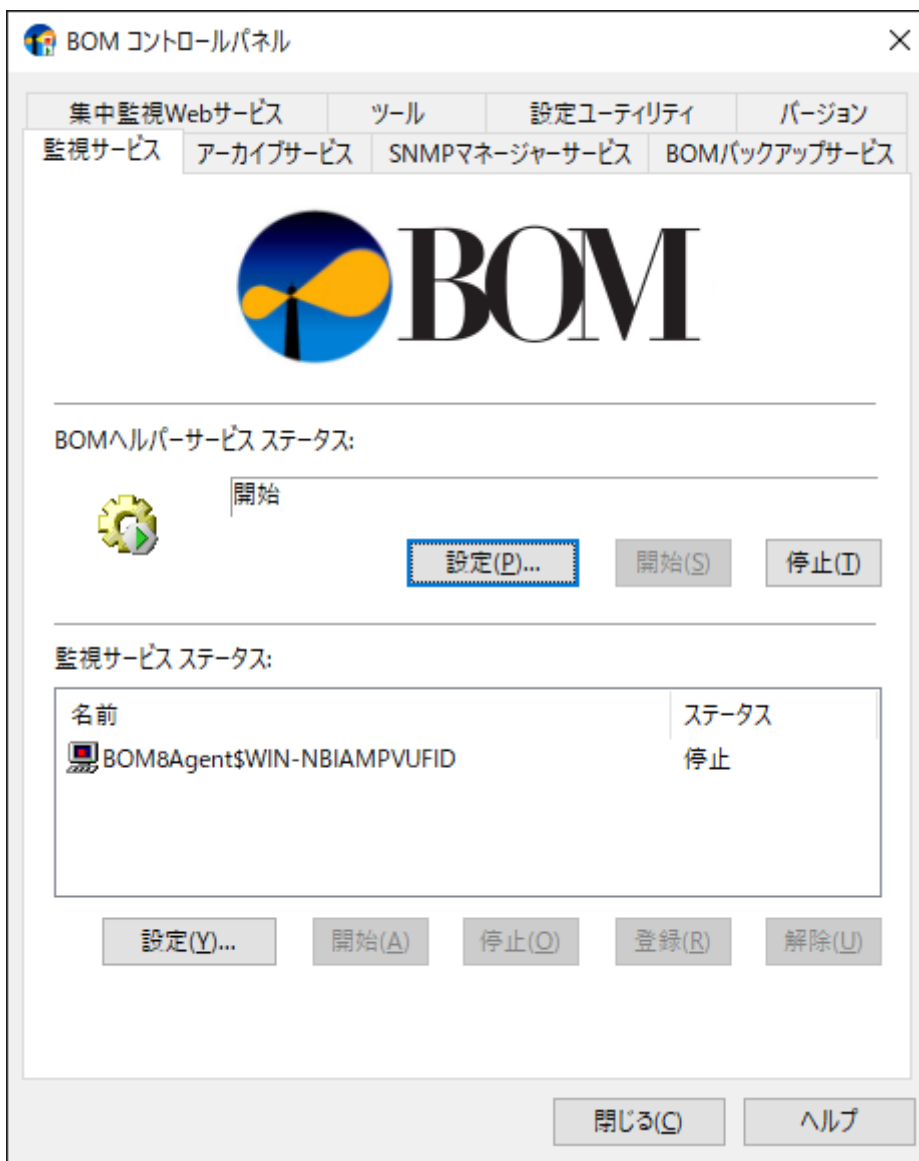 BOM コントロールパネル
集中監視Webサービス ツール 設定ユーティリティ バージョン
監視サービス アーカイブサービス SNMPマネージャーサービス BOMバックアップサービス
BOM
BOMヘルパーサービス ステータス:
開始
設定(P)... 開始(S) 停止(T)
監視サービス ステータス:
名前 ステータス
BOM8Agent$WIN-NBIAMPVUFID 停止
設定(Y)... 開始(A) 停止(O) 登録(R) 解除(U)
閉じる(C) ヘルプ